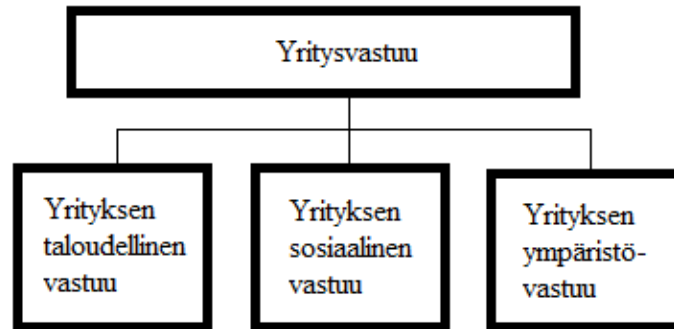 Yritysvastuu
Yrityksen
taloudellinen
vastuu
Yrityksen
sosiaalinen
vastuu
Yrityksen
ympäristö-
vastuu